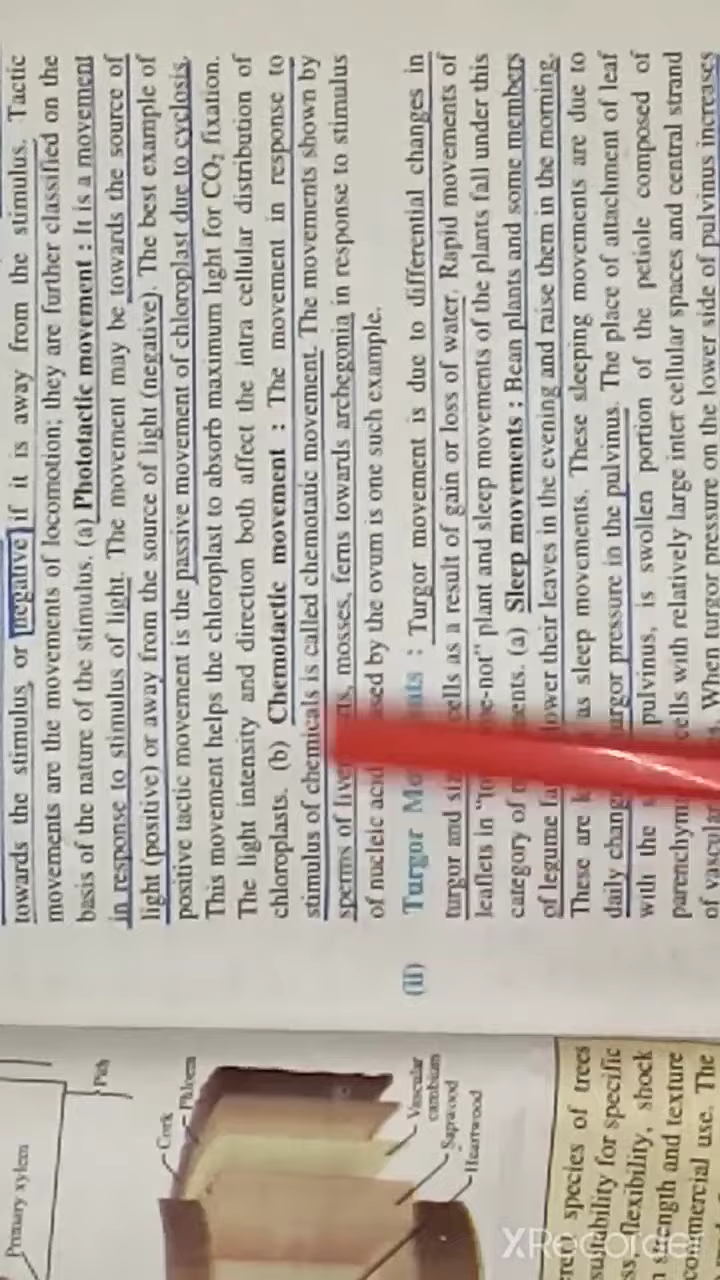 towards the stimulus, or negative if it is away from the stimulus. Tactic
movements are the movements of locomotion; they are further classified on the
basis of the nature of the stimulus. (a) Phototactic movement : It is a movement
in response to stimulus of light. The movement may be towards the source of
light (positive) or away from the source of light (negative). The best example of
positive tactic movement is the passive movement of chloroplast due to cyclosis.
This movement helps the chloroplast to absorb maximum light for CO₂ fixation.
The light intensity and direction both affect the intra cellular distribution of
chloroplasts. (b) Chemotactic movement : The movement in response to
stimulus of chemicals is called chemotatic movement. The movements shown by
sperms of mosses, ferns towards archegonia in response to stimulus
of nucleic acid by the ovum is one such example.
(ii) Turgor : Turgor movement is due to differential changes in
turgor and cells as a result of gain or loss of water. Rapid movements of
leaflets in plant and sleep movements of the plants fall under this
category of (a) Sleep movements : Bean plants and some members
of legume lower their leaves in the evening and raise them in the morning.
These are as sleep movements. These sleeping movements are due to
daily turgor pressure in the pulvinus. The place of attachment of leaf
with the pulvinus, is swollen portion of the petiole composed of
cells with relatively large inter cellular spaces and central strand
of vascular When turgor pressure on the lower side of pulvinus increases
Primary xylem
Pith
Cork
Phloem
Vascular
cambium
Sapwood
Heartwood
species of trees
suitability for specific
flexibility, shock
strength and texture
commercial use. The
XRecorder